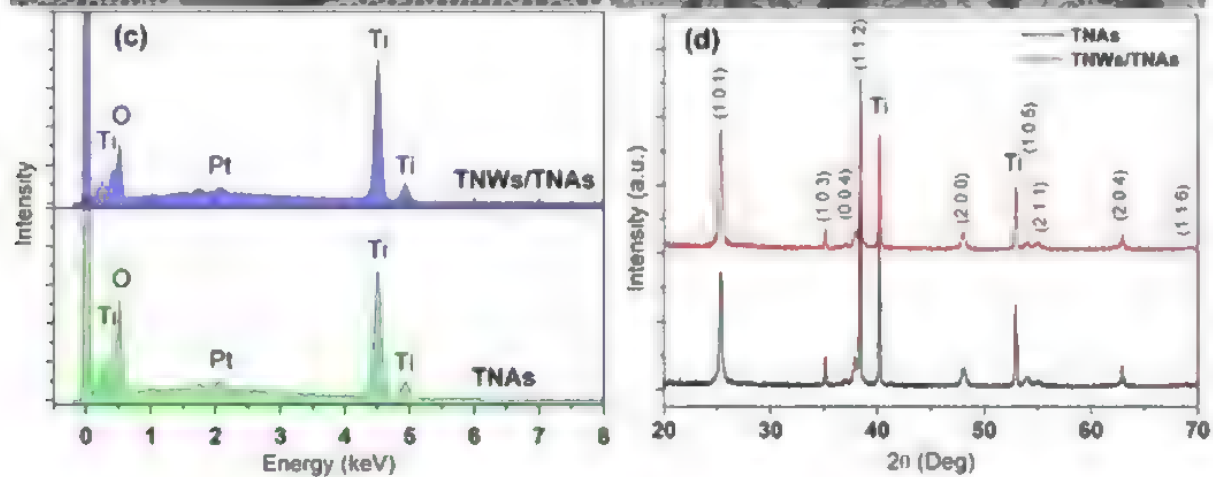 (c)
Ti
O
Ti
Pt
Ti
TNWs/TNAs
Ti
O
Ti
Pt
Ti
TNAs
Intensity
0 1 2 3 4 5 6 7 8
Energy (keV)
(d)
TNAs
TNWs/TNAs
(1 0 1)
(1 0 3)
(0 0 4)
(1 1 2)
Ti
(2 0 0)
Ti
(1 0 5)
(2 1 1)
(2 0 4)
(1 1 6)
Intensity (a.u.)
20 30 40 50 60 70
2θ (Deg)